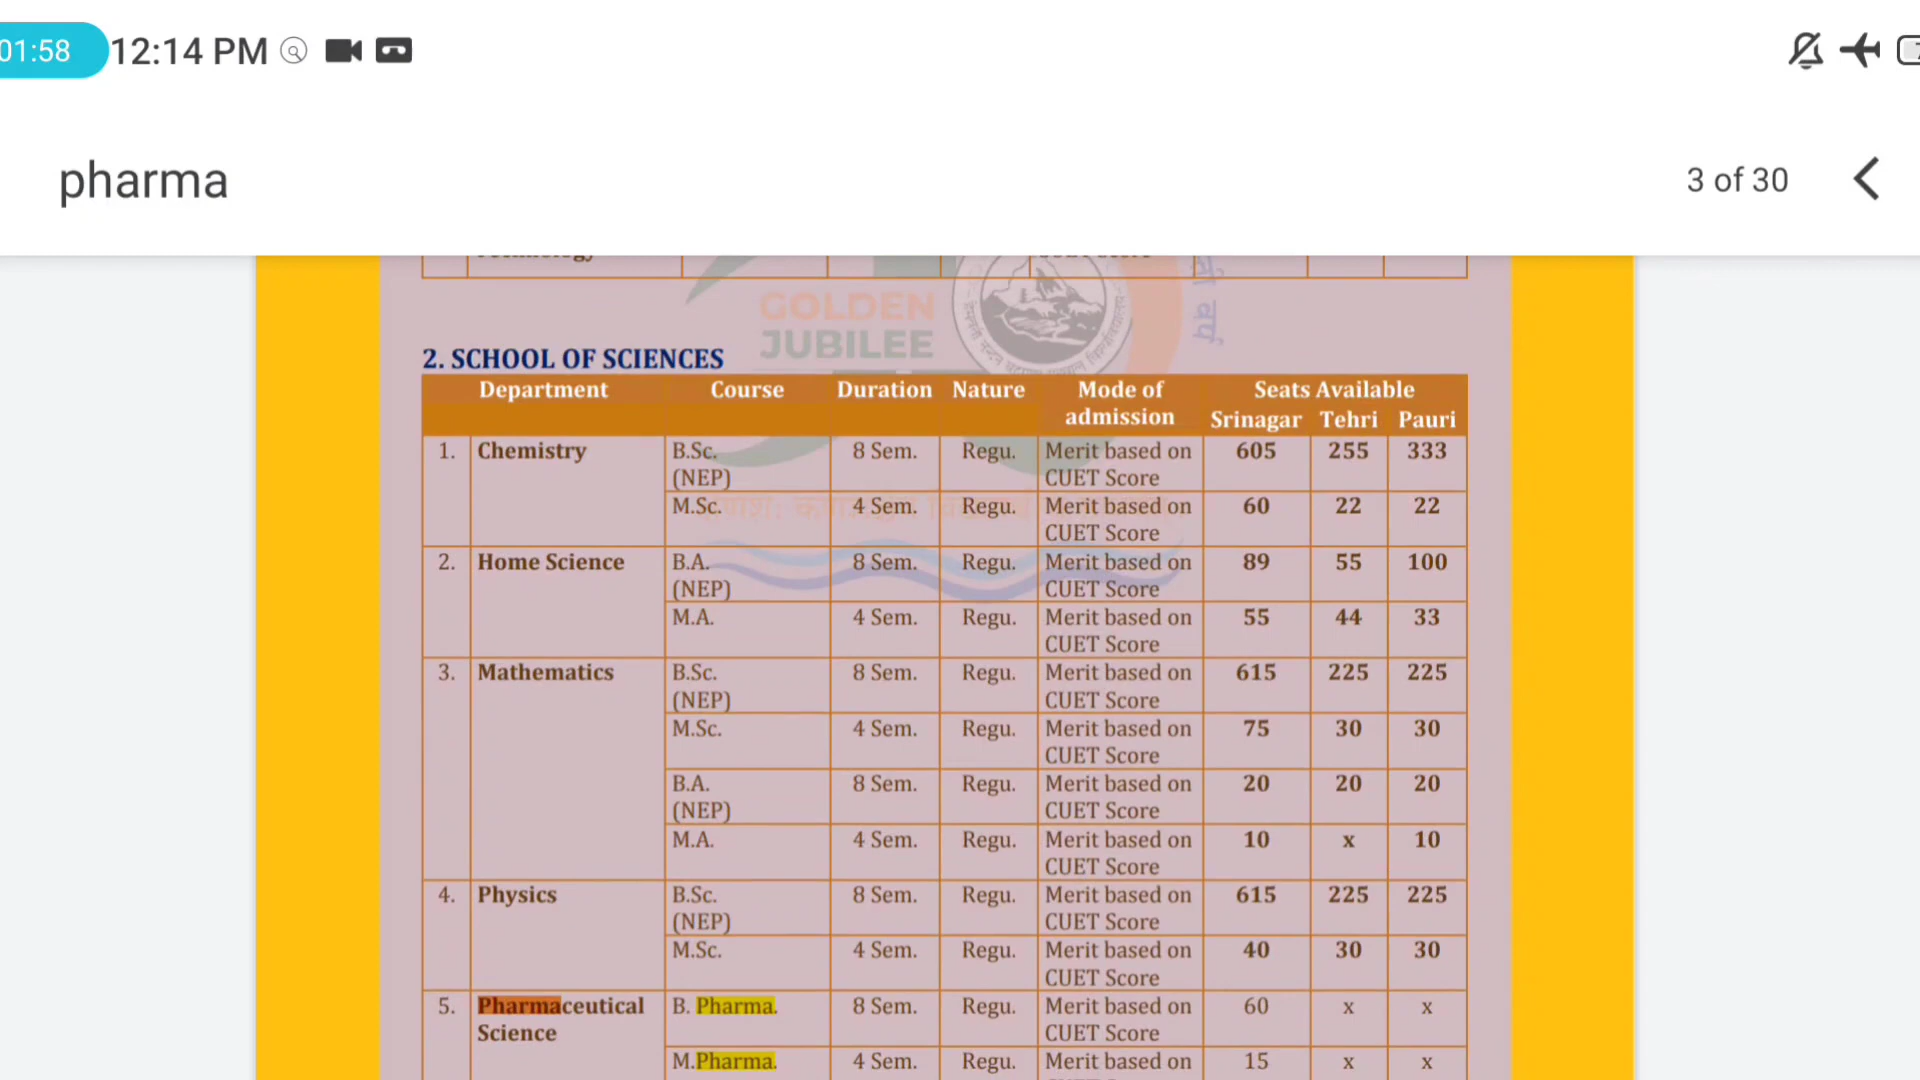 01:58 12:14 PM
pharma 3 of 30
GOLDEN
JUBILEE
2. SCHOOL OF SCIENCES
Department Course Duration Nature Mode of admission Seats Available
Srinagar Tehri Pauri
1. Chemistry B.Sc. 8 Sem. Regu. Merit based on 605 255 333
(NEP) CUET Score
M.Sc. 4 Sem. Regu. Merit based on 60 22 22
CUET Score
2. Home Science B.A. 8 Sem. Regu. Merit based on 89 55 100
(NEP) CUET Score
M.A. 4 Sem. Regu. Merit based on 55 44 33
CUET Score
3. Mathematics B.Sc. 8 Sem. Regu. Merit based on 615 225 225
(NEP) CUET Score
M.Sc. 4 Sem. Regu. Merit based on 75 30 30
CUET Score
B.A. 8 Sem. Regu. Merit based on 20 20 20
(NEP) CUET Score
M.A. 4 Sem. Regu. Merit based on 10 x 10
CUET Score
4. Physics B.Sc. 8 Sem. Regu. Merit based on 615 225 225
(NEP) CUET Score
M.Sc. 4 Sem. Regu. Merit based on 40 30 30
CUET Score
5. Pharmaceutical B. Pharma. 8 Sem. Regu. Merit based on 60 x x
Science CUET Score
M.Pharma. 4 Sem. Regu. Merit based on 15 x x